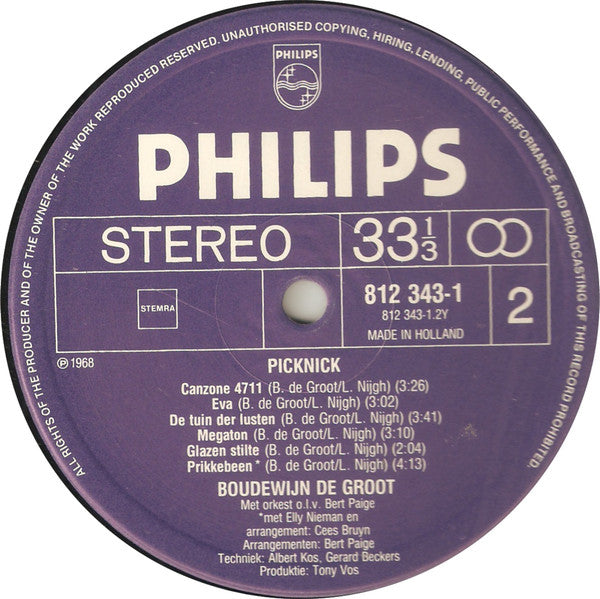 ALL RIGHTS OF THE PRODUCER AND OF THE OWNER OF THE WORK REPRODUCED RESERVED. UNAUTHORISED COPYING, HIRING, LENDING, PUBLIC PERFORMANCE AND BROADCASTING OF THIS RECORD PROHIBITED.
PHILIPS
PHILIPS
STEREO
33 1/3
STEMRA
812 343-1
812 343-1.2Y
MADE IN HOLLAND
2
℗ 1968
PICKNICK
Canzone 4711 (B. de Groot/L. Nijgh) (3:26)
Eva (B. de Groot/L. Nijgh) (3:02)
De tuin der lusten (B. de Groot/L. Nijgh) (3:41)
Megaton (B. de Groot/L. Nijgh) (3:10)
Glazen stilte (B. de Groot/L. Nijgh) (2:04)
Prikkebeen * (B. de Groot/L. Nijgh) (4:13)
BOUDEWIJN DE GROOT
Met orkest o.l.v. Bert Paige
*met Elly Nieman en
arrangement: Cees Bruyn
Arrangementen: Bert Paige
Techniek: Albert Kos, Gerard Beckers
Produktie: Tony Vos